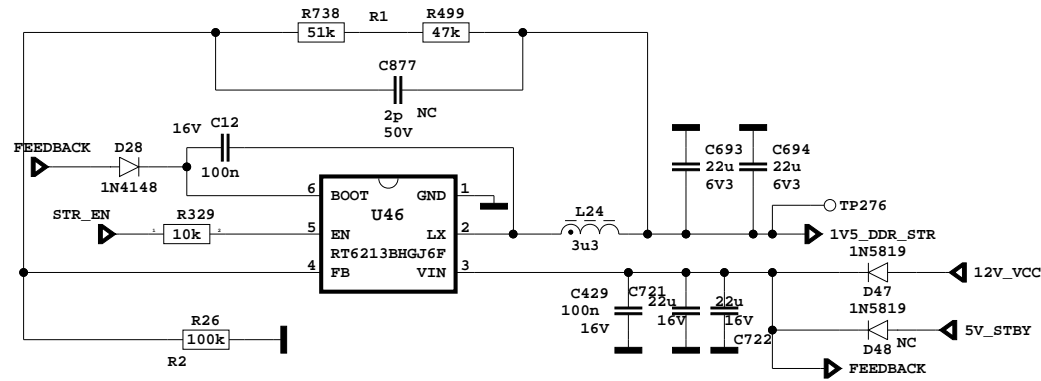 R738 R1 R499
51k 47k
C877
2p NC
50V
16V C12
100n
FEEDBACK D28
1N4148
C693 C694
22u 22u
6V3 6V3
6 BOOT GND 1
U46
STR_EN R329
1 10k 2
5 EN LX 2
RT6213BHGJ6F
4 FB VIN 3
L24
3u3
TP276
1V5_DDR_STR
1N5819
12V_VCC
D47
C429 C721
100n 22u 22u
16V 16V 16V
C722
1N5819
5V_STBY
D48 NC
FEEDBACK
R26
100k
R2